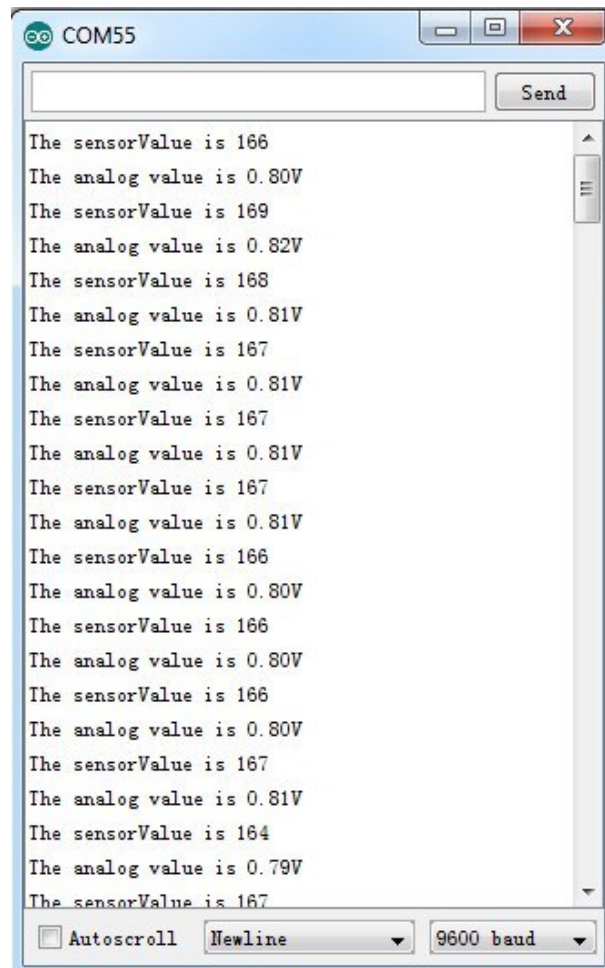 COM55
Send
The sensorValue is 166
The analog value is 0.80V
The sensorValue is 169
The analog value is 0.82V
The sensorValue is 168
The analog value is 0.81V
The sensorValue is 167
The analog value is 0.81V
The sensorValue is 167
The analog value is 0.81V
The sensorValue is 167
The analog value is 0.81V
The sensorValue is 166
The analog value is 0.80V
The sensorValue is 166
The analog value is 0.80V
The sensorValue is 166
The analog value is 0.80V
The sensorValue is 167
The analog value is 0.81V
The sensorValue is 164
The analog value is 0.79V
The sensorValue is 167
Autoscroll Newline 9600 baud